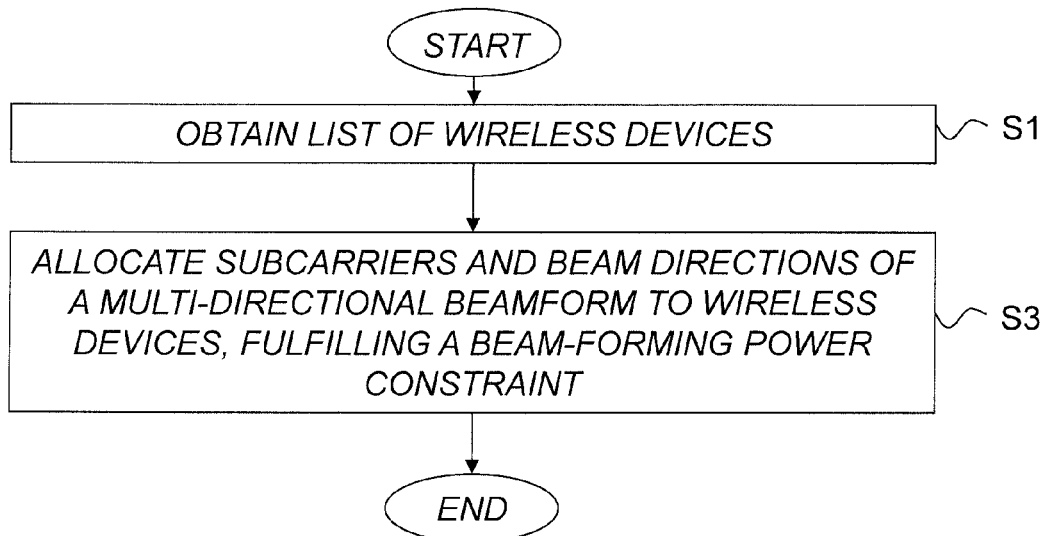 START
OBTAIN LIST OF WIRELESS DEVICES
S1
ALLOCATE SUBCARRIERS AND BEAM DIRECTIONS OF
A MULTI-DIRECTIONAL BEAMFORM TO WIRELESS
DEVICES, FULFILLING A BEAM-FORMING POWER
CONSTRAINT
S3
END